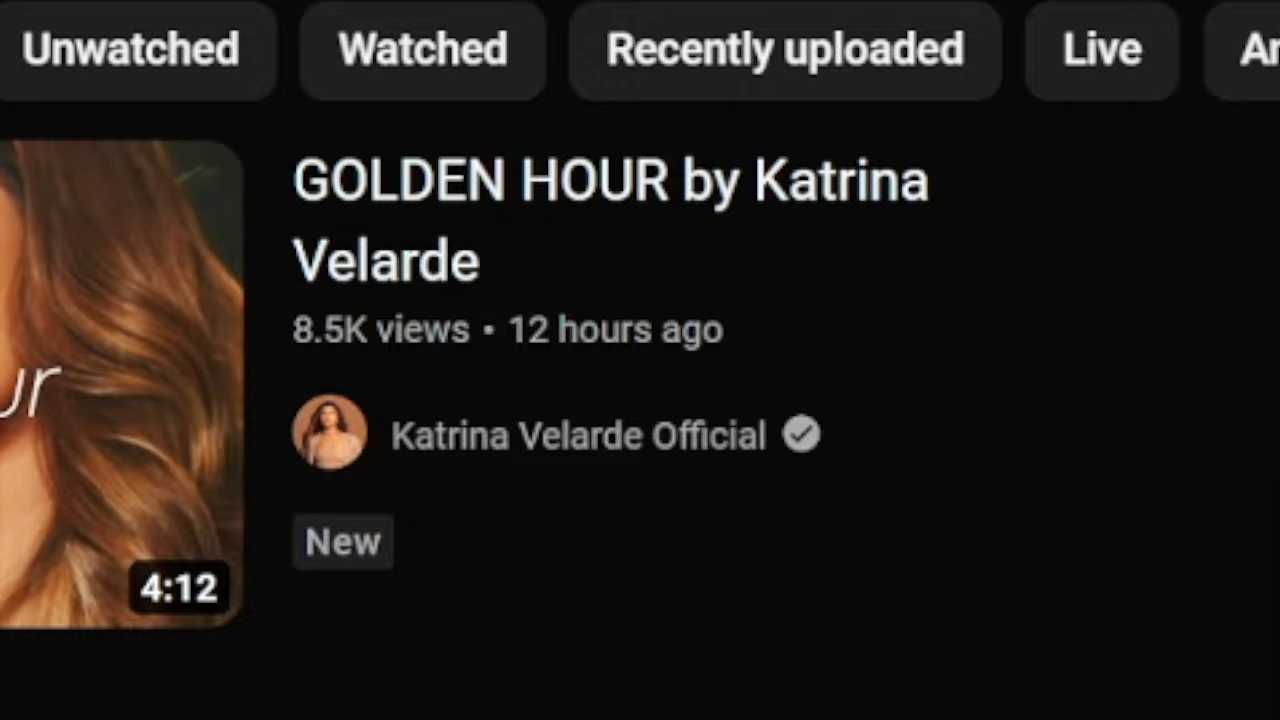 Unwatched
Watched
Recently uploaded
Live
GOLDEN HOUR by Katrina
Velarde
8.5K views • 12 hours ago
Katrina Velarde Official
New
4:12